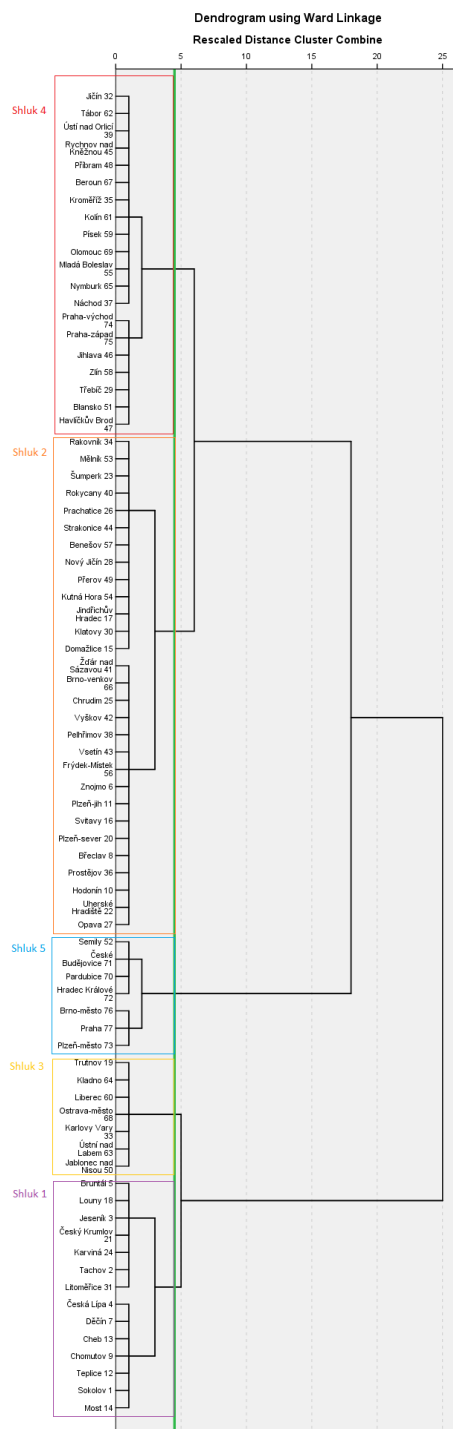 Dendrogram using Ward Linkage
Rescaled Distance Cluster Combine
0 5 10 15 20 25
Shluk 4
Jičín 32
Tábor 62
Ústí nad Orlicí
39
Rychnov nad
Kněžnou 45
Příbram 48
Beroun 67
Kroměříž 35
Kolín 61
Písek 59
Olomouc 69
Mladá Boleslav
55
Nymburk 65
Náchod 37
Praha-východ
74
Praha-západ
75
Jihlava 46
Zlín 58
Třebíč 29
Blansko 51
Havlíčkův Brod
47
Shluk 2
Rakovník 34
Mělník 53
Šumperk 23
Rokycany 40
Prachatice 26
Strakonice 44
Benešov 57
Nový Jičín 28
Přerov 49
Kutná Hora 54
Jindřichův
Hradec 17
Klatovy 30
Domažlice 15
Žďár nad
Sázavou 41
Brno-venkov
66
Chrudim 25
Vyškov 42
Pelhřimov 38
Vsetín 43
Frýdek-Místek
56
Znojmo 6
Plzeň-jih 11
Svitavy 16
Plzeň-sever 20
Břeclav 8
Prostějov 36
Hodonín 10
Uherské
Hradiště 22
Opava 27
Shluk 5
Semily 52
České
Budějovice 71
Pardubice 70
Hradec Králové
72
Brno-město 76
Praha 77
Plzeň-město 73
Shluk 3
Trutnov 19
Kladno 64
Liberec 60
Ostrava-město
68
Karlovy Vary
33
Ústní nad
Labem 63
Jablonec nad
Nisou 50
Shluk 1
Bruntál 5
Louny 18
Jeseník 3
Český Krumlov
21
Karviná 24
Tachov 2
Litoměřice 31
Česká Lípa 4
Děčín 7
Cheb 13
Chomutov 9
Teplice 12
Sokolov 1
Most 14